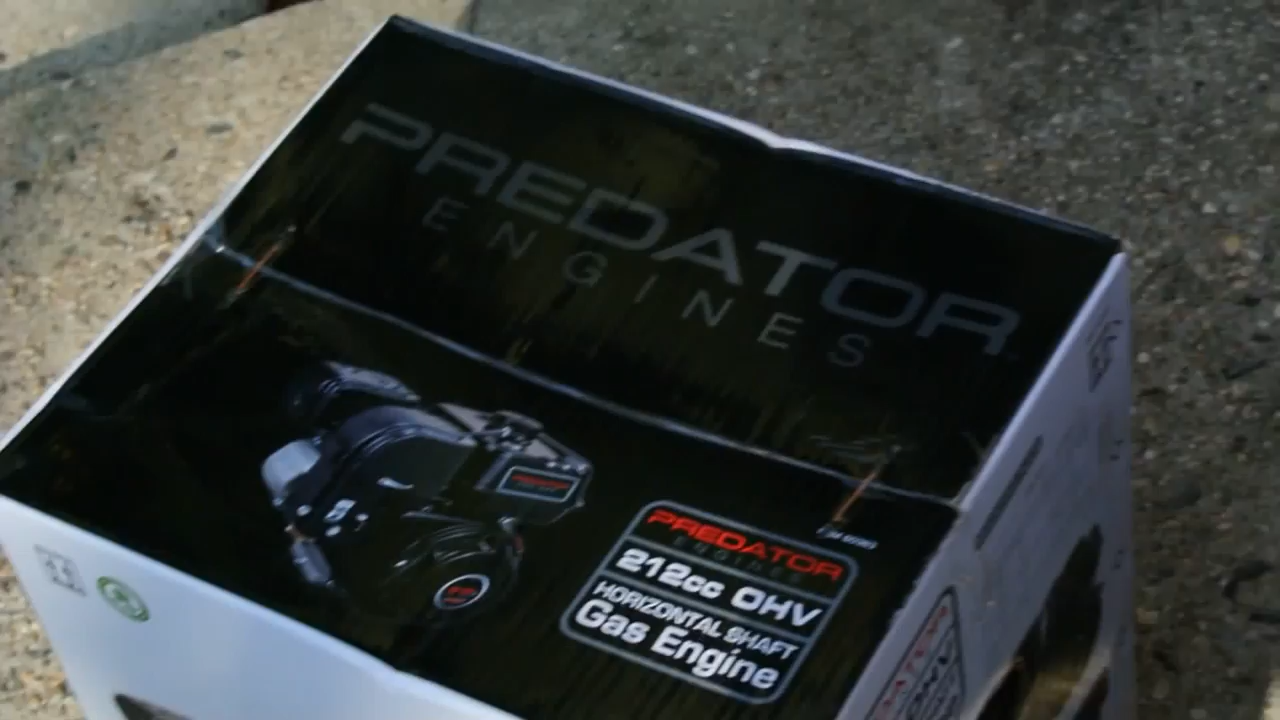 PREDATOR
ENGINES
PREDATOR
ENGINES
212cc OHV
HORIZONTAL SHAFT
Gas Engine